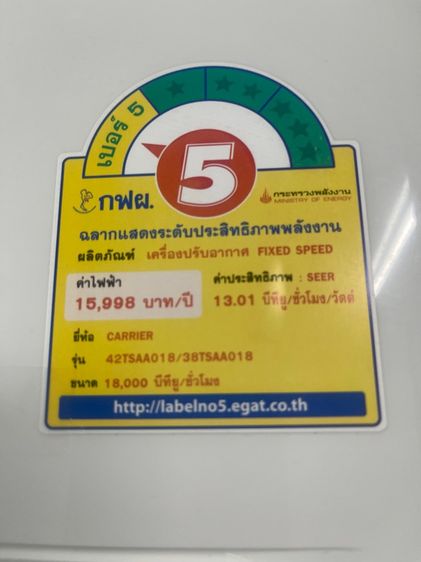 เบอร์ 5
5
กฟผ.
กระทรวงพลังงาน
MINISTRY OF ENERGY
ฉลากแสดงระดับประสิทธิภาพพลังงาน
ผลิตภัณฑ์ เครื่องปรับอากาศ FIXED SPEED
ค่าไฟฟ้า
15,998 บาท/ปี
ค่าประสิทธิภาพ : SEER
13.01 บีทียู/ชั่วโมง/วัตต์
ยี่ห้อ CARRIER
รุ่น 42TSAA018/38TSAA018
ขนาด 18,000 บีทียู/ชั่วโมง
http://labelno5.egat.co.th